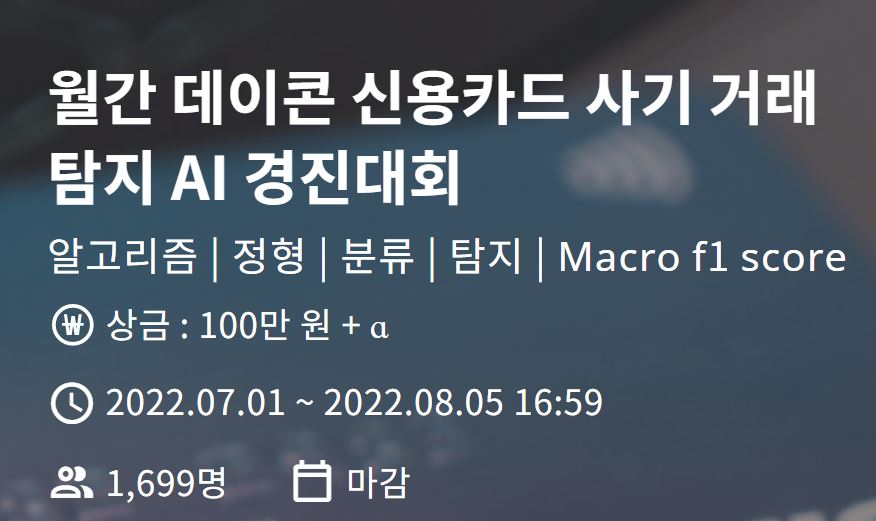 월간 데이콘 신용카드 사기 거래
탐지 AI 경진대회
알고리즘 | 정형 | 분류 | 탐지 | Macro f1 score
₩ 상금 : 100만 원 + α
2022.07.01 ~ 2022.08.05 16:59
1,699명 마감